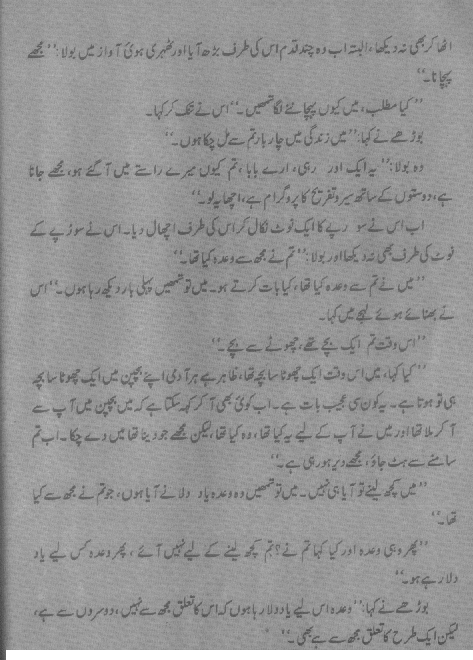 اٹھا کر بھی نہ دیکھا، البتہ اب وہ چند قدم اس کی طرف بڑھ آیا اور ٹھہری ہوئی آواز میں بولا: ’’مجھے
پہچانا۔‘‘
’’کیا مطلب، میں کیوں پہچاننے لگا تمھیں۔‘‘ اس نے تنک کر کہا۔
بوڑھے نے کہا: ’’میں زندگی میں چار بار تم سے مل چکا ہوں۔‘‘
وہ بولا: ’’یہ ایک اور رہی، ارے بابا، تم کیوں میرے راستے میں آ گئے ہو، مجھے جانا
ہے، دوستوں کے ساتھ سیر و تفریح کا پروگرام ہے، اچھا یہ لو۔‘‘
اب اس نے سو رپے کا ایک نوٹ نکال کر اس کی طرف اچھال دیا۔ اس نے سو رپے کے
نوٹ کی طرف بھی نہ دیکھا اور بولا: ’’تم نے مجھ سے وعدہ کیا تھا۔‘‘
’’میں نے تم سے وعدہ کیا تھا، کیا بات کرتے ہو۔ میں تو تمھیں پہلی بار دیکھ رہا ہوں۔‘‘ اس
نے بھنائے ہوئے لہجے میں کہا۔
’’اس وقت تم ایک بچے تھے، چھوٹے سے بچے۔‘‘
’’کیا کہا، میں اس وقت ایک چھوٹا سا بچہ تھا، ظاہر ہے ہر آدمی اپنے بچپن میں ایک چھوٹا سا بچہ
ہی تو ہوتا ہے۔ یہ کون سی عجیب بات ہے۔ اب کوئی بھی آ کر کہہ سکتا ہے کہ میں بچپن میں آپ سے
آ کر ملا تھا اور میں نے آپ کے لیے یہ کیا تھا، وہ کیا تھا، لیکن مجھے جو دینا تھا میں دے چکا۔ اب تم
سامنے سے ہٹ جاؤ، مجھے دیر ہو رہی ہے۔‘‘
’’میں کچھ لینے تو آیا ہی نہیں۔ میں تو تمھیں وہ وعدہ یاد دلانے آیا ہوں، جو تم نے مجھ سے کیا
تھا۔‘‘
’’پھر وہی وعدہ اور کیا کہا تم نے؟ تم کچھ لینے کے لیے نہیں آئے، پھر وعدہ کس لیے یاد
دلا رہے ہو۔‘‘
بوڑھے نے کہا: ’’وعدہ اس لیے یاد دلا رہا ہوں کہ اس کا تعلق مجھ سے نہیں، دوسروں سے ہے،
لیکن ایک طرح کا تعلق مجھ سے ہے بھی۔‘‘